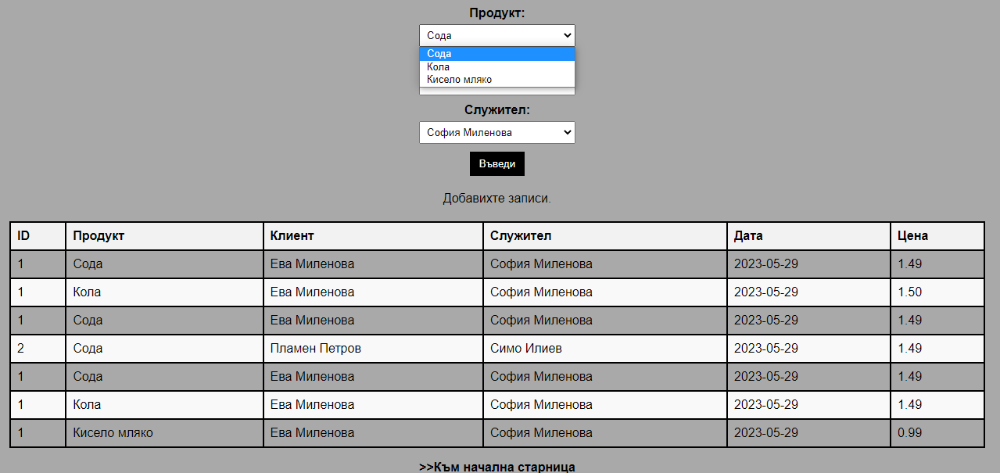 Продукт:
Сода
Сода
Кола
Кисело мляко
Служител:
София Миленова
Въведи
Добавихте записи.
ID Продукт Клиент Служител Дата Цена
1 Сода Ева Миленова София Миленова 2023-05-29 1.49
1 Кола Ева Миленова София Миленова 2023-05-29 1.50
1 Сода Ева Миленова София Миленова 2023-05-29 1.49
2 Сода Пламен Петров Симо Илиев 2023-05-29 1.49
1 Сода Ева Миленова София Миленова 2023-05-29 1.49
1 Кола Ева Миленова София Миленова 2023-05-29 1.49
1 Кисело мляко Ева Миленова София Миленова 2023-05-29 0.99
>>Към начална старница